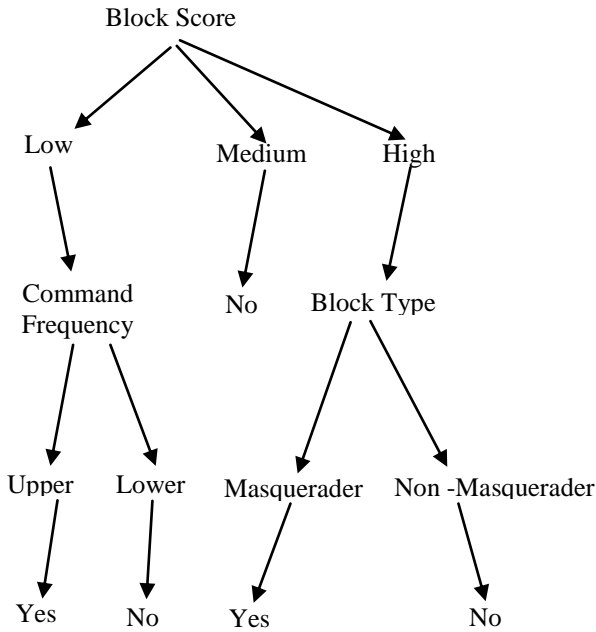 Block Score
Low
Medium
High
Command
Frequency
No
Block Type
Upper
Lower
Masquerader
Non -Masquerader
Yes
No
Yes
No